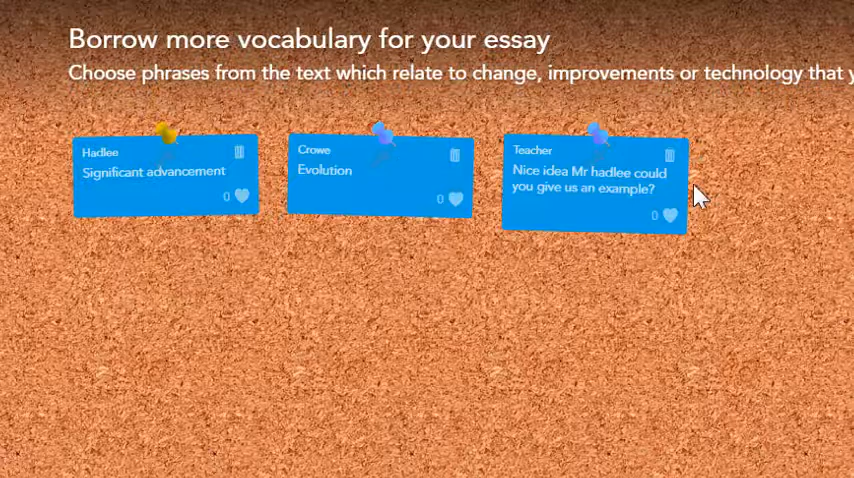 Borrow more vocabulary for your essay
Choose phrases from the text which relate to change, improvements or technology that y
Hadlee
Significant advancement
0
Crowe
Evolution
0
Teacher
Nice idea Mr hadlee could
you give us an example?
0